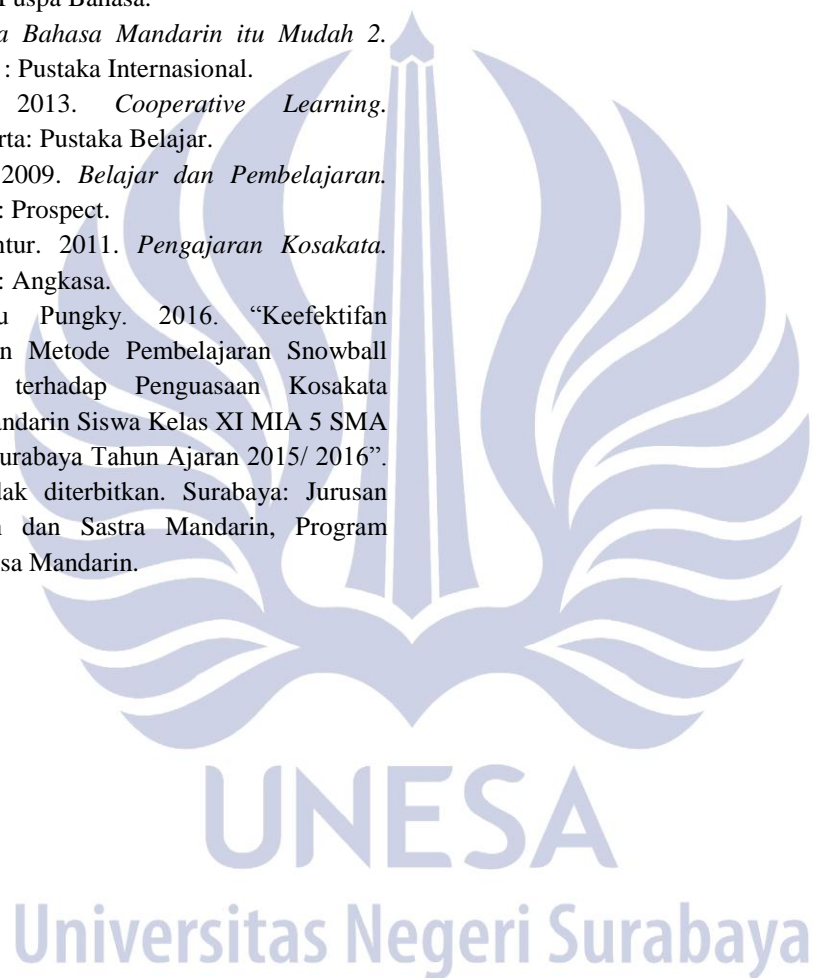 Puspa Bahasa.
a Bahasa Mandarin itu Mudah 2.
: Pustaka Internasional.
2013. Cooperative Learning.
rta: Pustaka Belajar.
2009. Belajar dan Pembelajaran.
: Prospect.
ntur. 2011. Pengajaran Kosakata.
: Angkasa.
u Pungky. 2016. “Keefektifan
n Metode Pembelajaran Snowball
terhadap Penguasaan Kosakata
andarin Siswa Kelas XI MIA 5 SMA
urabaya Tahun Ajaran 2015/ 2016”.
dak diterbitkan. Surabaya: Jurusan
n dan Sastra Mandarin, Program
sa Mandarin.
UNESA
Universitas Negeri Surabaya